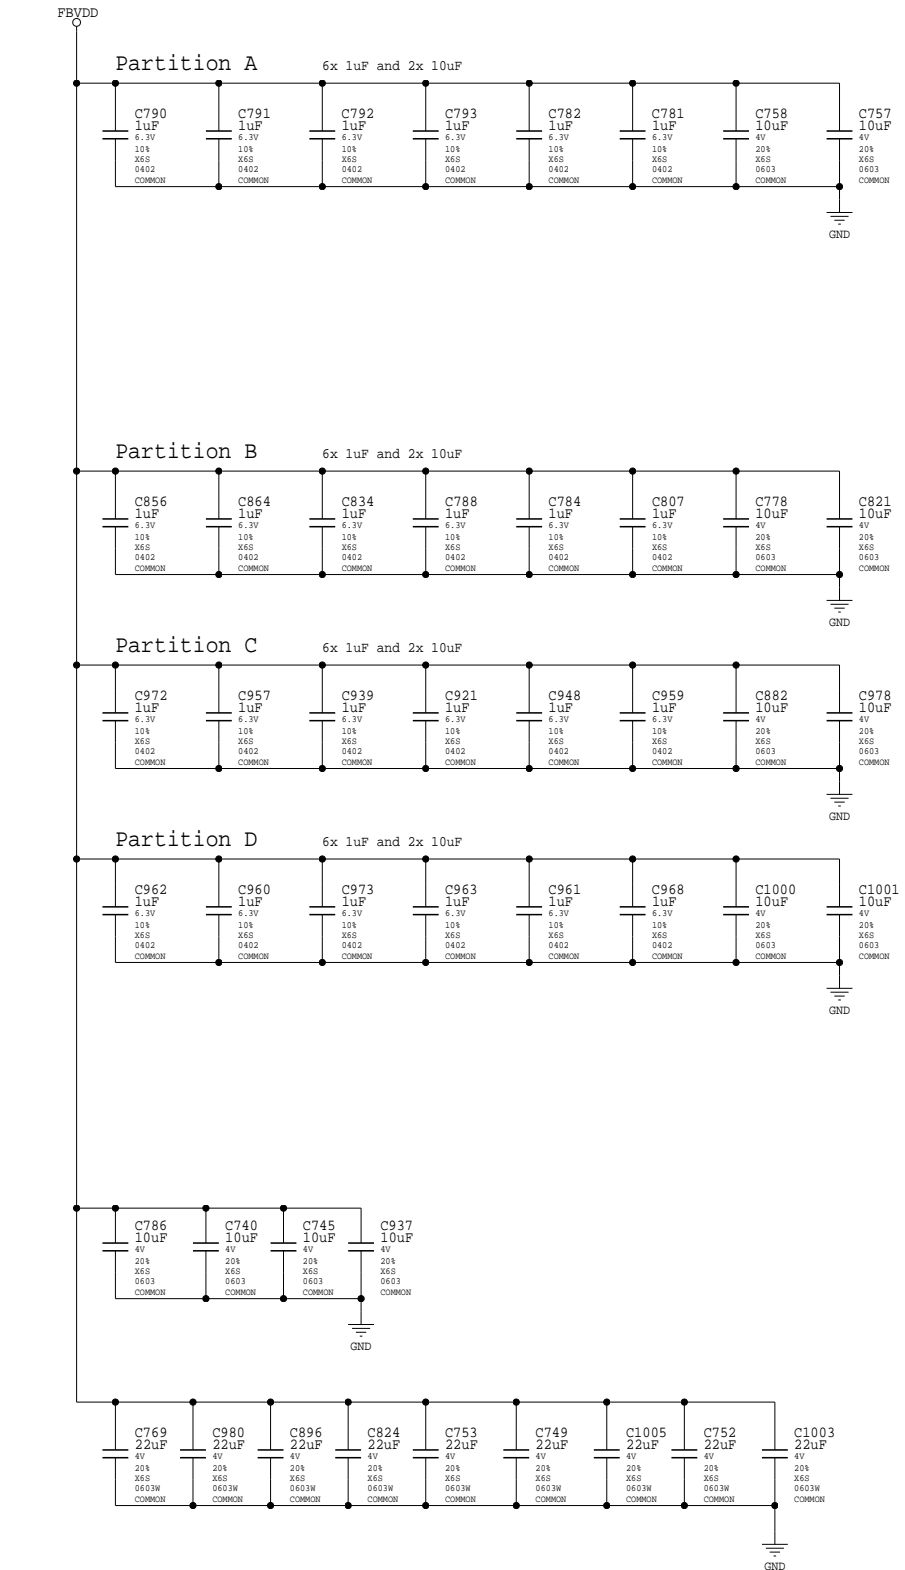 FBVDD
Partition A 6x 1uF and 2x 10uF
C790 C791 C792 C793 C782 C781 C758 C757
1uF 1uF 1uF 1uF 1uF 1uF 10uF 10uF
6.3V 6.3V 6.3V 6.3V 6.3V 6.3V 4V 4V
10% 10% 10% 10% 10% 10% 20% 20%
X6S X6S X6S X6S X6S X6S X6S X6S
0402 0402 0402 0402 0402 0402 0603 0603
COMMON COMMON COMMON COMMON COMMON COMMON COMMON COMMON
GND
Partition B 6x 1uF and 2x 10uF
C856 C864 C834 C788 C784 C807 C778 C821
1uF 1uF 1uF 1uF 1uF 1uF 10uF 10uF
6.3V 6.3V 6.3V 6.3V 6.3V 6.3V 4V 4V
10% 10% 10% 10% 10% 10% 20% 20%
X6S X6S X6S X6S X6S X6S X6S X6S
0402 0402 0402 0402 0402 0402 0603 0603
COMMON COMMON COMMON COMMON COMMON COMMON COMMON COMMON
GND
Partition C 6x 1uF and 2x 10uF
C972 C957 C939 C921 C948 C959 C882 C978
1uF 1uF 1uF 1uF 1uF 1uF 10uF 10uF
6.3V 6.3V 6.3V 6.3V 6.3V 6.3V 4V 4V
10% 10% 10% 10% 10% 10% 20% 20%
X6S X6S X6S X6S X6S X6S X6S X6S
0402 0402 0402 0402 0402 0402 0603 0603
COMMON COMMON COMMON COMMON COMMON COMMON COMMON COMMON
GND
Partition D 6x 1uF and 2x 10uF
C962 C960 C973 C963 C961 C968 C1000 C1001
1uF 1uF 1uF 1uF 1uF 1uF 10uF 10uF
6.3V 6.3V 6.3V 6.3V 6.3V 6.3V 4V 4V
10% 10% 10% 10% 10% 10% 20% 20%
X6S X6S X6S X6S X6S X6S X6S X6S
0402 0402 0402 0402 0402 0402 0603 0603
COMMON COMMON COMMON COMMON COMMON COMMON COMMON COMMON
GND
C786 C740 C745 C937
10uF 10uF 10uF 10uF
4V 4V 4V 4V
20% 20% 20% 20%
X6S X6S X6S X6S
0603 0603 0603 0603
COMMON COMMON COMMON COMMON
GND
C769 C980 C896 C824 C753 C749 C1005 C752 C1003
22uF 22uF 22uF 22uF 22uF 22uF 22uF 22uF 22uF
4V 4V 4V 4V 4V 4V 4V 4V 4V
20% 20% 20% 20% 20% 20% 20% 20% 20%
X6S X6S X6S X6S X6S X6S X6S X6S X6S
0603W 0603W 0603W 0603W 0603W 0603W 0603W 0603W 0603W
COMMON COMMON COMMON COMMON COMMON COMMON COMMON COMMON COMMON
GND